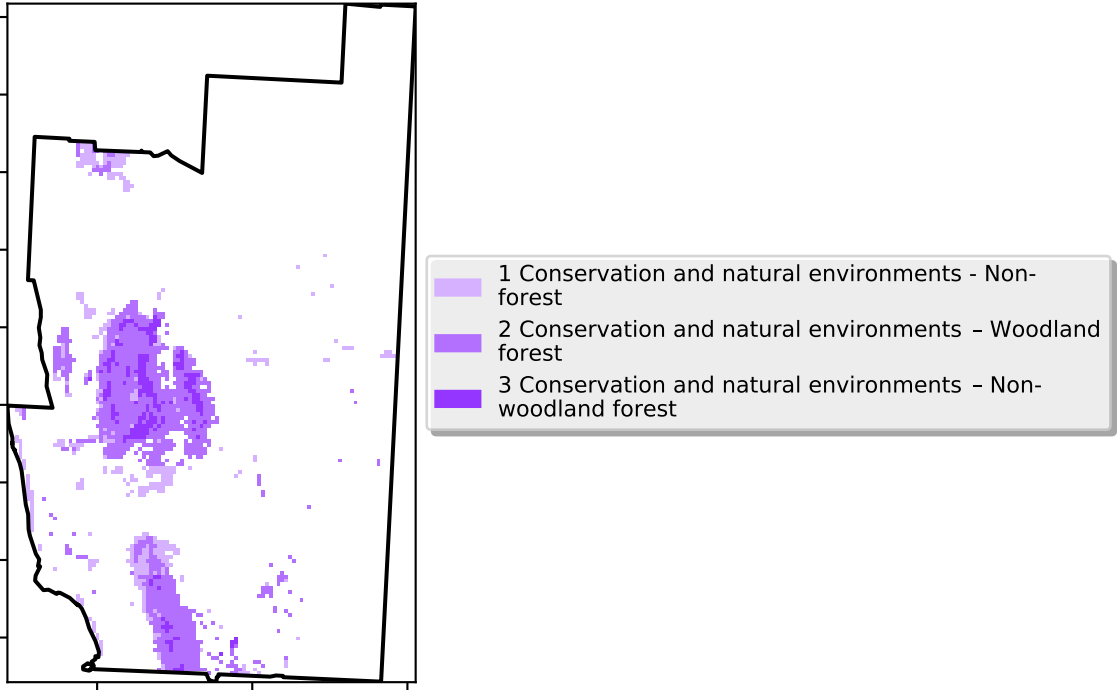 1 Conservation and natural environments - Non-
forest
2 Conservation and natural environments – Woodland
forest
3 Conservation and natural environments – Non-
woodland forest